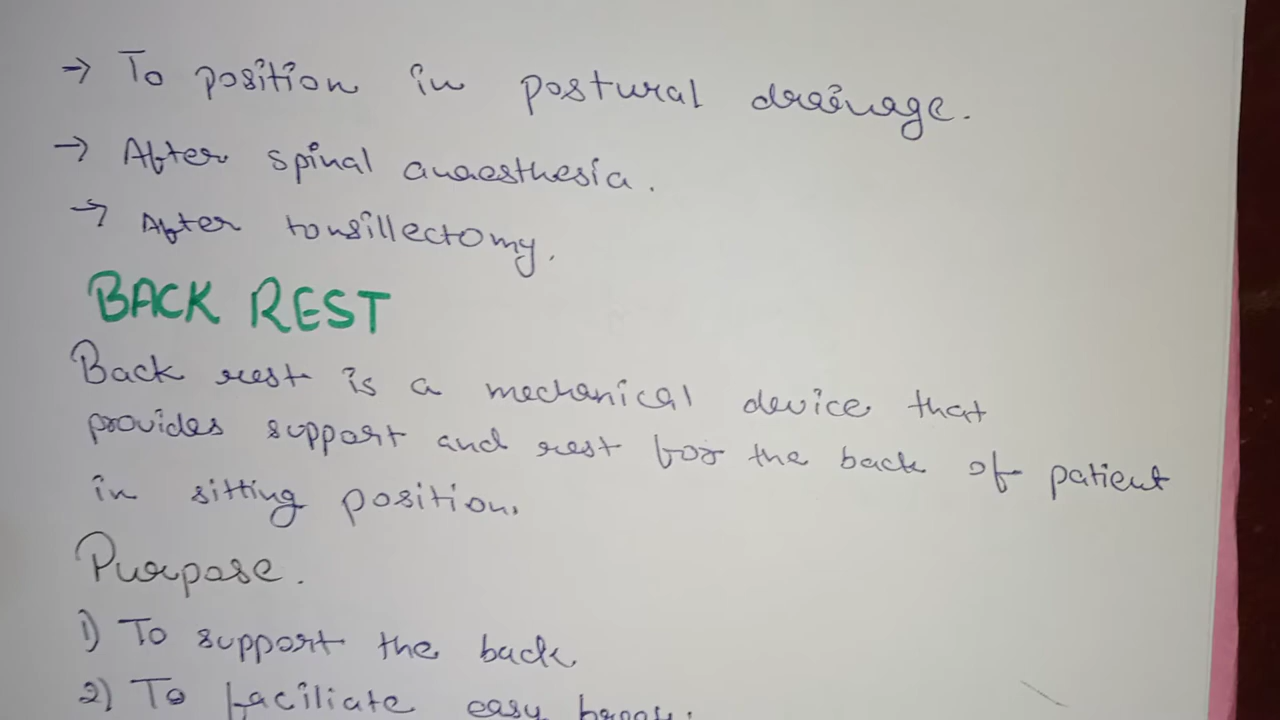 → To position in postural drainage.
→ After spinal anaesthesia.
→ After tonsillectomy.
BACK REST
Back rest is a mechanical device that
provides support and rest for the back of patient
in sitting position.
Purpose.
1) To support the back
2) To faciliate easy